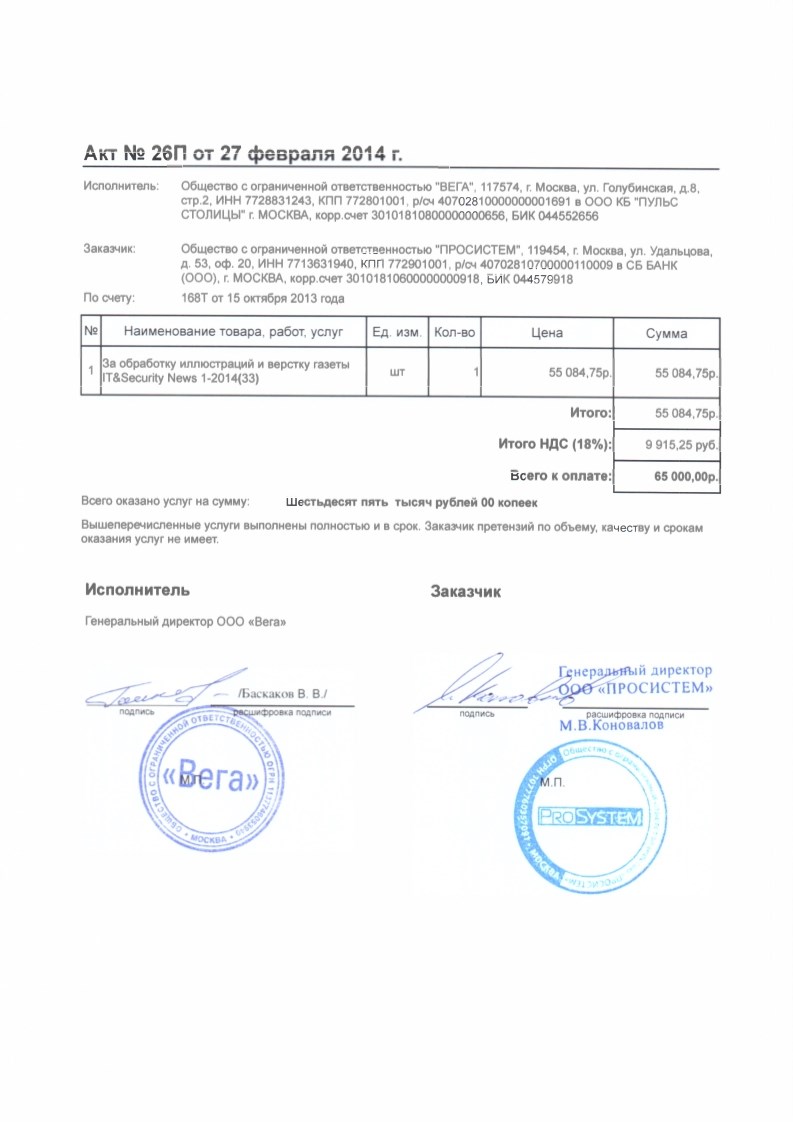 Акт № 26П от 27 февраля 2014 г.
Исполнитель: Общество с ограниченной ответственностью "ВЕГА", 117574, г. Москва, ул. Голубинская, д.8,
стр.2, ИНН 7728831243, КПП 772801001, р/сч 40702810000000001691 в ООО КБ "ПУЛЬС
СТОЛИЦЫ" г. МОСКВА, корр.счет 30101810800000000656, БИК 044552656
Заказчик: Общество с ограниченной ответственностью "ПРОСИСТЕМ", 119454, г. Москва, ул. Удальцова,
д. 53, оф. 20, ИНН 7713631940, КПП 772901001, р/сч 40702810700000110009 в СБ БАНК
(ООО), г. МОСКВА, корр.счет 30101810600000000918, БИК 044579918
По счету: 168Т от 15 октября 2013 года
№ Наименование товара, работ, услуг Ед. изм. Кол-во Цена Сумма
1 За обработку иллюстраций и верстку газеты
IT&Security News 1-2014(33) шт 1 55 084,75р. 55 084,75р.
Итого: 55 084,75р.
Итого НДС (18%): 9 915,25 руб.
Всего к оплате: 65 000,00р.
Всего оказано услуг на сумму: Шестьдесят пять тысяч рублей 00 копеек
Вышеперечисленные услуги выполнены полностью и в срок. Заказчик претензий по объему, качеству и срокам
оказания услуг не имеет.
Исполнитель Заказчик
Генеральный директор ООО «Вега»
Генеральный директор
/Баскаков В. В./ ООО «ПРОСИСТЕМ»
подпись расшифровка подписи подпись расшифровка подписи
М.В.Коновалов
ОБЩЕСТВО С ОГРАНИЧЕННОЙ ОТВЕТСТВЕННОСТЬЮ ОГРН
«Вега»
М.П.
МОСКВА
М.П.
Общество с
PROSYSTEM
МОСКВА